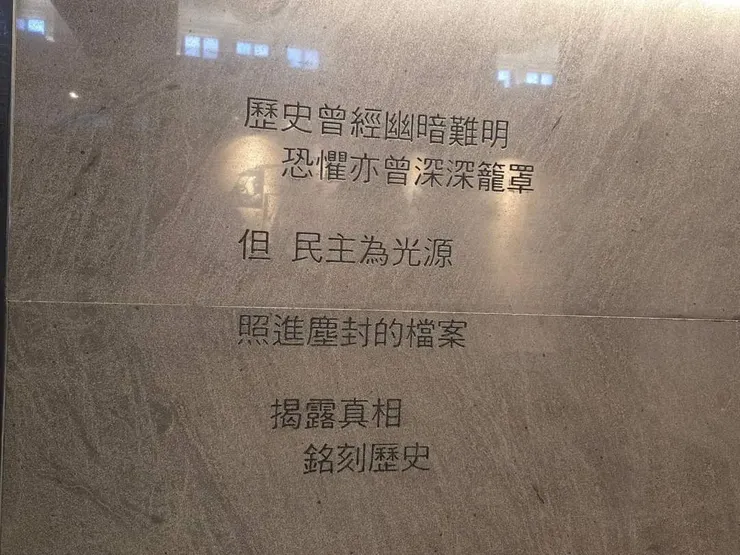 歷史曾經幽暗難明
恐懼亦曾深深籠罩
但 民主為光源
照進塵封的檔案
揭露真相
銘刻歷史